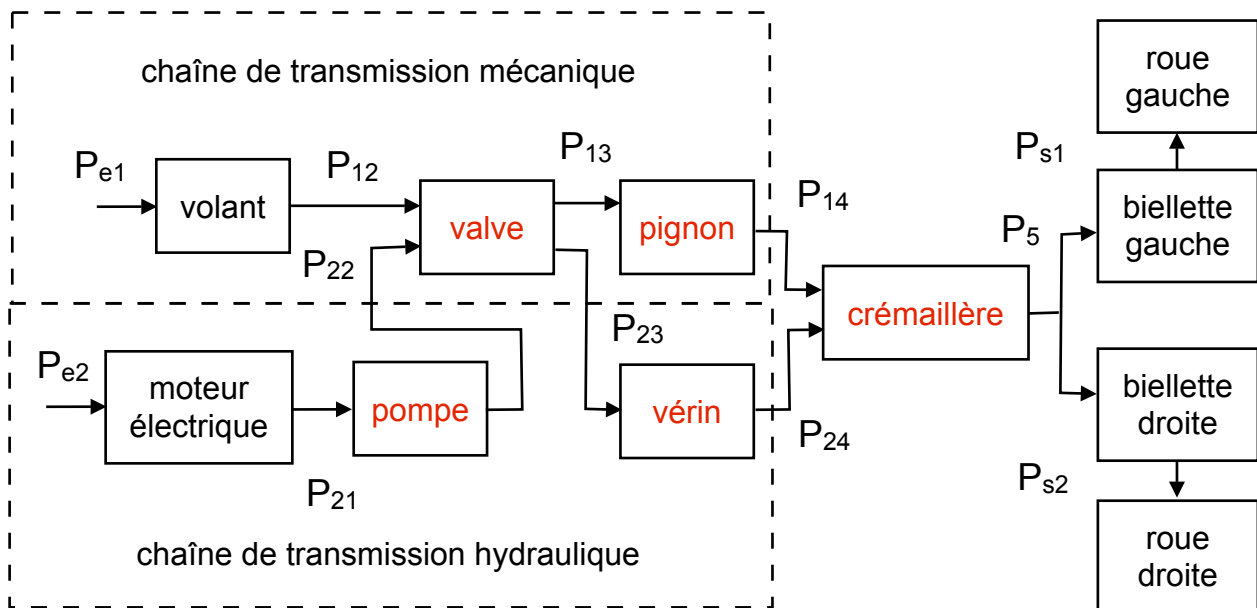 chaîne de transmission mécanique
roue
gauche
Pe1
volant
P12
valve
P13
pignon
P14
Ps1
biellette
gauche
P5
P22
crémaillère
P23
Pe2
moteur
électrique
pompe
vérin
P24
P21
biellette
droite
Ps2
chaîne de transmission hydraulique
roue
droite